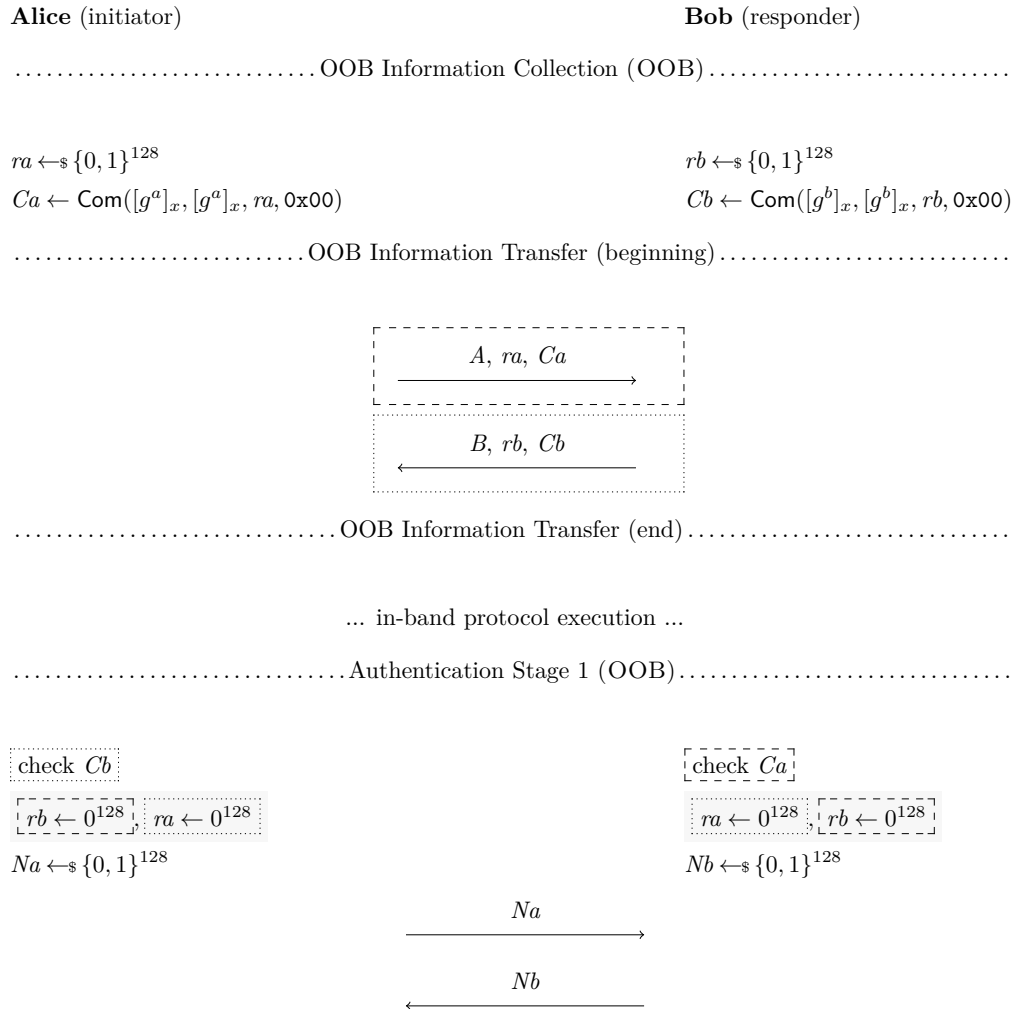 Alice (initiator) Bob (responder)
..............................OOB Information Collection (OOB)..............................
ra ←$ {0, 1}^128 rb ←$ {0, 1}^128
Ca ← Com([g^a]_x, [g^a]_x, ra, 0x00) Cb ← Com([g^b]_x, [g^b]_x, rb, 0x00)
.............................OOB Information Transfer (beginning).............................
A, ra, Ca
B, rb, Cb
................................OOB Information Transfer (end)................................
... in-band protocol execution ...
.................................Authentication Stage 1 (OOB).................................
check Cb check Ca
rb ← 0^128, ra ← 0^128 ra ← 0^128, rb ← 0^128
Na ←$ {0, 1}^128 Nb ←$ {0, 1}^128
Na
Nb